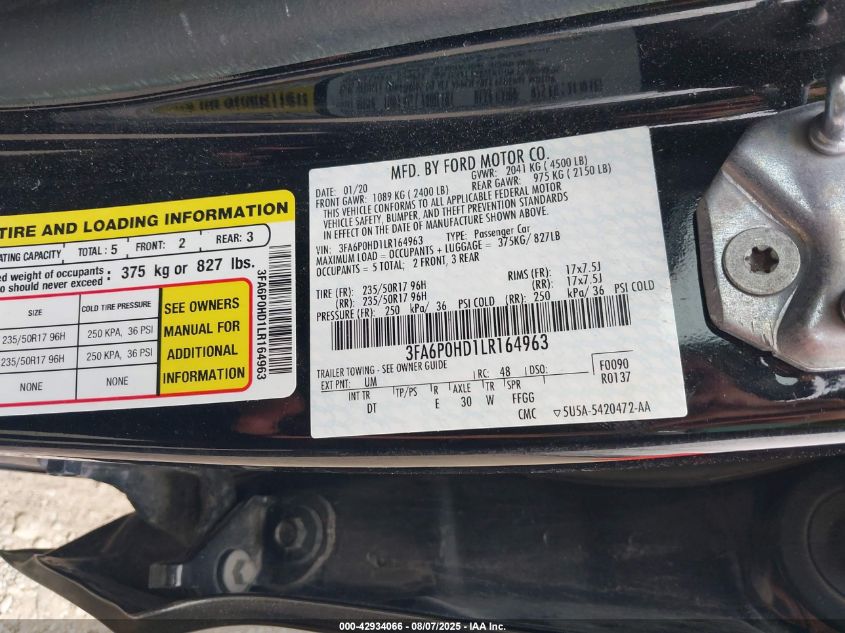 TIRE AND LOADING INFORMATION
ATING CAPACITY TOTAL: 5 FRONT: 2 REAR: 3
ed weight of occupants
o should never exceed : 375 kg or 827 lbs.
SIZE COLD TIRE PRESSURE
235/50R17 96H 250 KPA, 36 PSI
235/50R17 96H 250 KPA, 36 PSI
NONE NONE
SEE OWNERS
MANUAL FOR
ADDITIONAL
INFORMATION
3FA6P0HD1LR164963
MFD. BY FORD MOTOR CO.
DATE: 01/20 GVWR: 2041 KG ( 4500 LB)
FRONT GAWR: 1089 KG ( 2400 LB) REAR GAWR: 975 KG ( 2150 LB)
THIS VEHICLE CONFORMS TO ALL APPLICABLE FEDERAL MOTOR
VEHICLE SAFETY, BUMPER, AND THEFT PREVENTION STANDARDS
IN EFFECT ON THE DATE OF MANUFACTURE SHOWN ABOVE.
VIN: 3FA6P0HD1LR164963 TYPE: Passenger Car
MAXIMUM LOAD = OCCUPANTS + LUGGAGE = 375KG/ 827LB
OCCUPANTS = 5 TOTAL; 2 FRONT, 3 REAR
TIRE (FR): 235/50R17 96H RIMS (FR): 17x7.5J
(RR): 235/50R17 96H (RR): 17x7.5J
PRESSURE (FR): 250 kPa/ 36 PSI COLD (RR): 250 kPa/ 36 PSI COLD
3FA6P0HD1LR164963
TRAILER TOWING - SEE OWNER GUIDE
EXT PNT: UM RC: 48 DSO: F0090
R0137
INT TR TP/PS R AXLE TR SPR
DT E 30 W FFGG
CMC ▽5U5A-5420472-AA
000-42934066 - 08/07/2025 - IAA Inc.